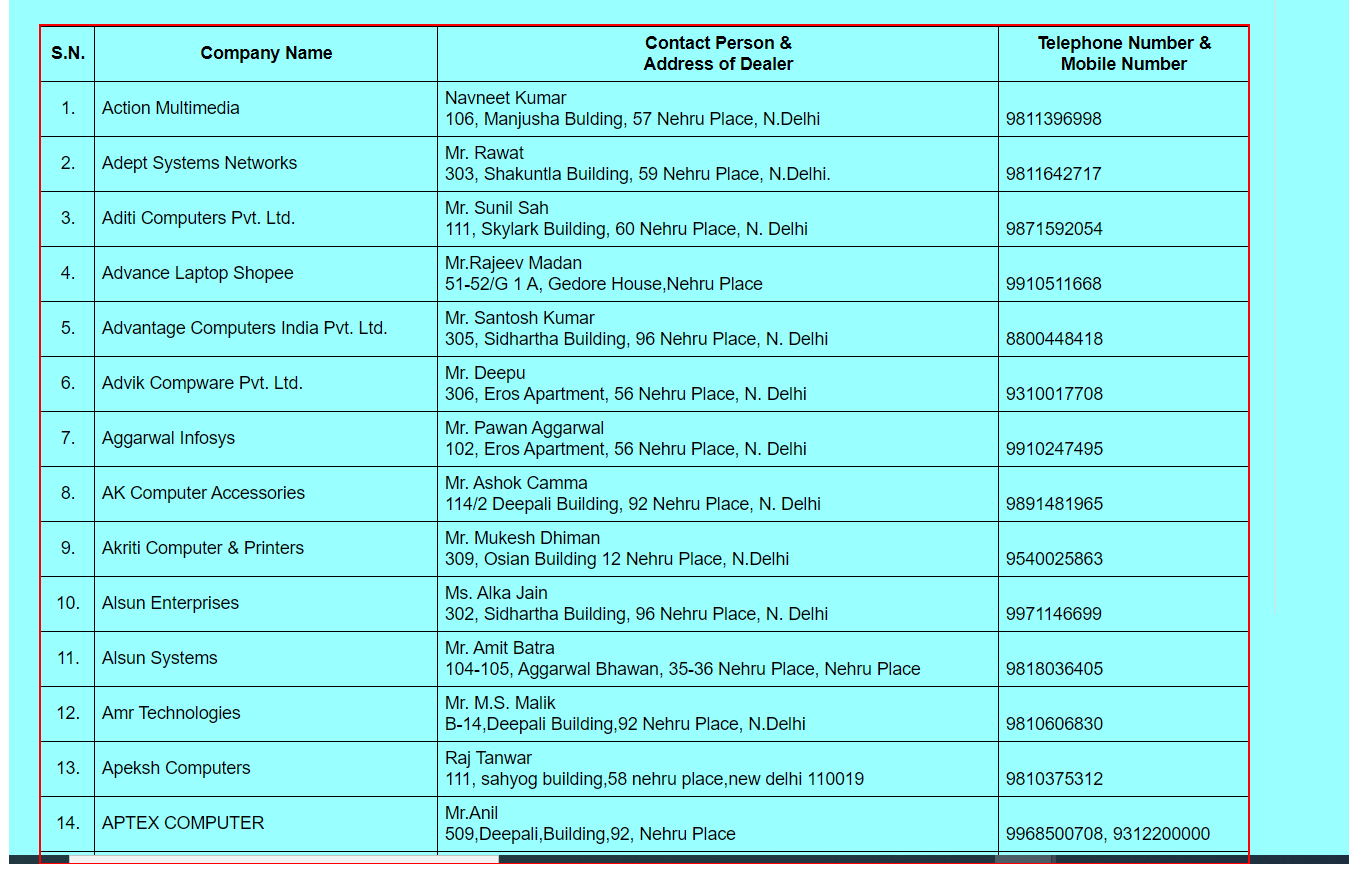 S.N.
Company Name
Contact Person &
Address of Dealer
Telephone Number &
Mobile Number
1.
Action Multimedia
Navneet Kumar
106, Manjusha Bulding, 57 Nehru Place, N.Delhi
9811396998
2.
Adept Systems Networks
Mr. Rawat
303, Shakuntla Building, 59 Nehru Place, N.Delhi.
9811642717
3.
Aditi Computers Pvt. Ltd.
Mr. Sunil Sah
111, Skylark Building, 60 Nehru Place, N. Delhi
9871592054
4.
Advance Laptop Shopee
Mr.Rajeev Madan
51-52/G 1 A, Gedore House,Nehru Place
9910511668
5.
Advantage Computers India Pvt. Ltd.
Mr. Santosh Kumar
305, Sidhartha Building, 96 Nehru Place, N. Delhi
8800448418
6.
Advik Compware Pvt. Ltd.
Mr. Deepu
306, Eros Apartment, 56 Nehru Place, N. Delhi
9310017708
7.
Aggarwal Infosys
Mr. Pawan Aggarwal
102, Eros Apartment, 56 Nehru Place, N. Delhi
9910247495
8.
AK Computer Accessories
Mr. Ashok Camma
114/2 Deepali Building, 92 Nehru Place, N. Delhi
9891481965
9.
Akriti Computer & Printers
Mr. Mukesh Dhiman
309, Osian Building 12 Nehru Place, N.Delhi
9540025863
10.
Alsun Enterprises
Ms. Alka Jain
302, Sidhartha Building, 96 Nehru Place, N. Delhi
9971146699
11.
Alsun Systems
Mr. Amit Batra
104-105, Aggarwal Bhawan, 35-36 Nehru Place, Nehru Place
9818036405
12.
Amr Technologies
Mr. M.S. Malik
B-14,Deepali Building,92 Nehru Place, N.Delhi
9810606830
13.
Apeksh Computers
Raj Tanwar
111, sahyog building,58 nehru place,new delhi 110019
9810375312
14.
APTEX COMPUTER
Mr.Anil
509,Deepali,Building,92, Nehru Place
9968500708, 9312200000